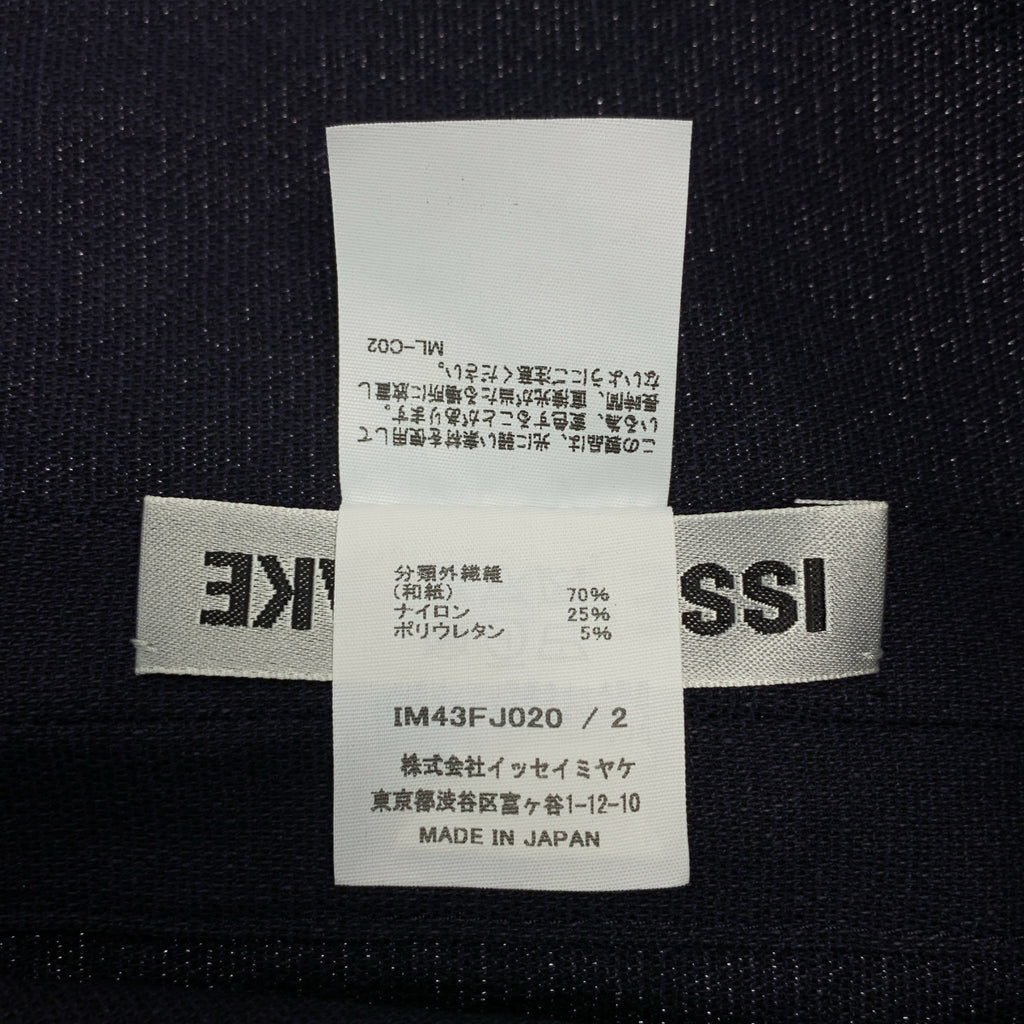 この製品は、光に弱い素材を使用して
いる為、変色することがあります。
長時間、直接光が当たる場所に放置し
ないようにご注意ください。
ML-C02
ISS
AKE
分類外繊維
(和紙) 70%
ナイロン 25%
ポリウレタン 5%
IM43FJ020 / 2
株式会社イッセイミヤケ
東京都渋谷区富ヶ谷1-12-10
MADE IN JAPAN